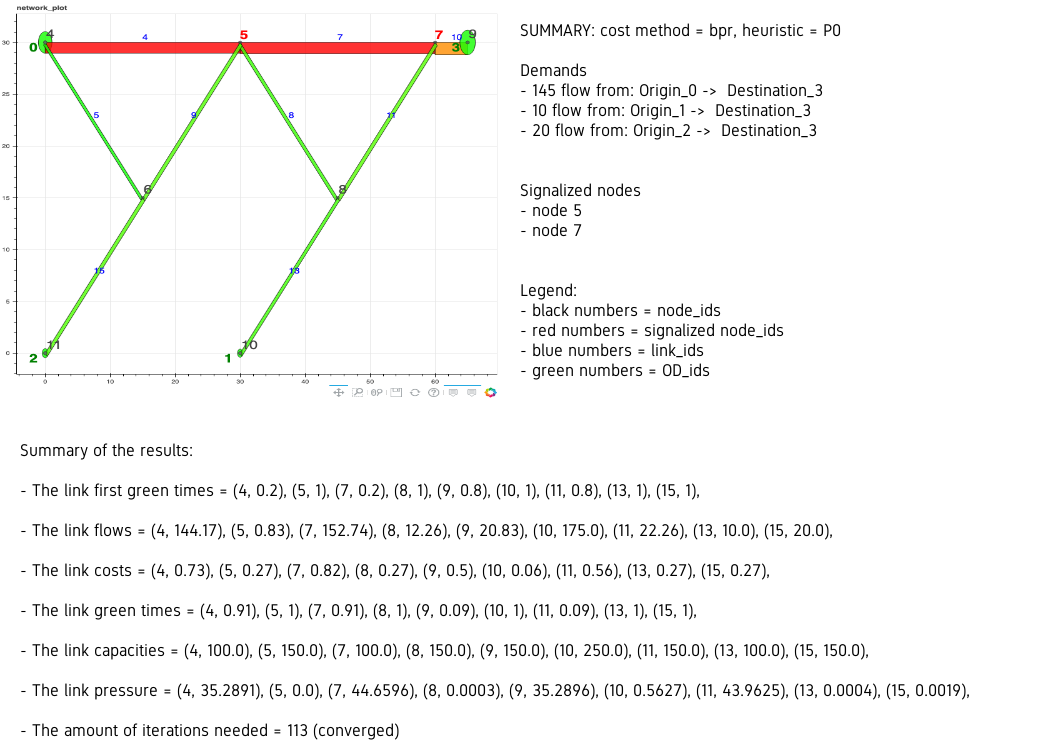 network_plot
4
0
4
5
7
7
10
9
3
30
25
20
15
10
5
0
5
9
8
11
6
8
15
13
11
2
10
1
0
10
20
30
40
50
60
SUMMARY: cost method = bpr, heuristic = P0
Demands
- 145 flow from: Origin_0 -> Destination_3
- 10 flow from: Origin_1 -> Destination_3
- 20 flow from: Origin_2 -> Destination_3
Signalized nodes
- node 5
- node 7
Legend:
- black numbers = node_ids
- red numbers = signalized node_ids
- blue numbers = link_ids
- green numbers = OD_ids
Summary of the results:
- The link first green times = (4, 0.2), (5, 1), (7, 0.2), (8, 1), (9, 0.8), (10, 1), (11, 0.8), (13, 1), (15, 1),
- The link flows = (4, 144.17), (5, 0.83), (7, 152.74), (8, 12.26), (9, 20.83), (10, 175.0), (11, 22.26), (13, 10.0), (15, 20.0),
- The link costs = (4, 0.73), (5, 0.27), (7, 0.82), (8, 0.27), (9, 0.5), (10, 0.06), (11, 0.56), (13, 0.27), (15, 0.27),
- The link green times = (4, 0.91), (5, 1), (7, 0.91), (8, 1), (9, 0.09), (10, 1), (11, 0.09), (13, 1), (15, 1),
- The link capacities = (4, 100.0), (5, 150.0), (7, 100.0), (8, 150.0), (9, 150.0), (10, 250.0), (11, 150.0), (13, 100.0), (15, 150.0),
- The link pressure = (4, 35.2891), (5, 0.0), (7, 44.6596), (8, 0.0003), (9, 35.2896), (10, 0.5627), (11, 43.9625), (13, 0.0004), (15, 0.0019),
- The amount of iterations needed = 113 (converged)